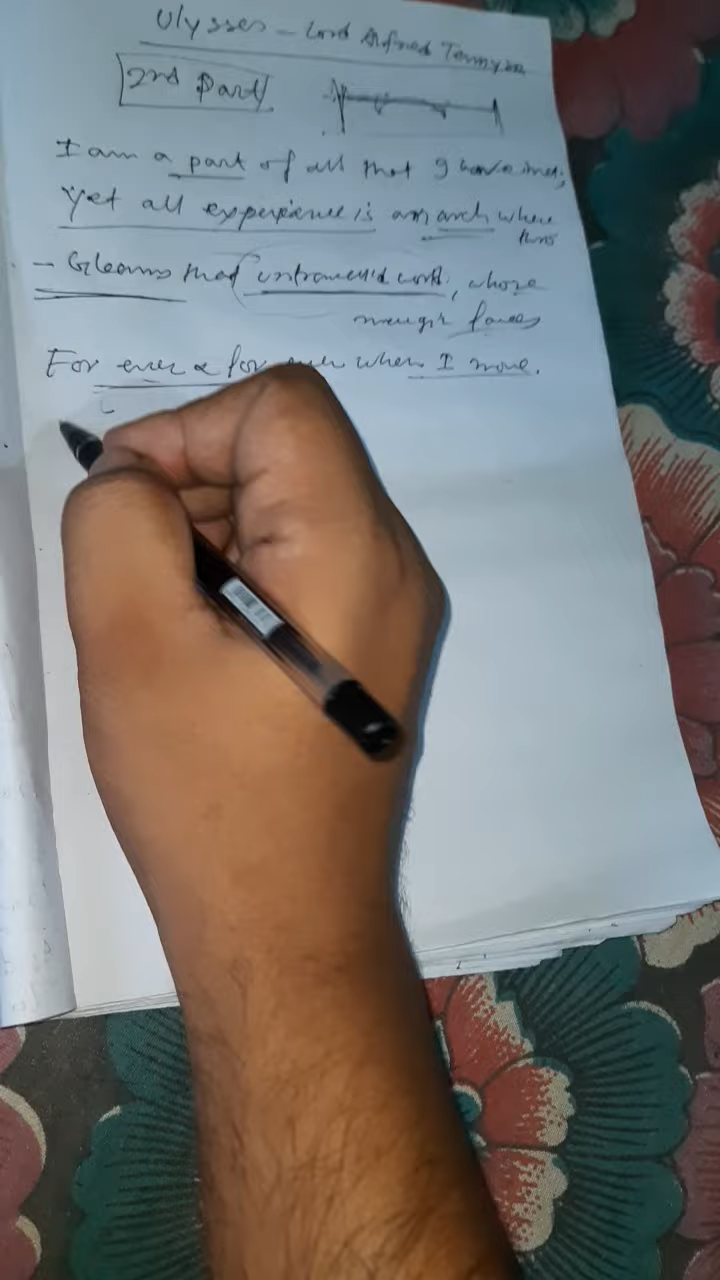 Ulysses - Lord Alfred Tennyson
2nd Part
I am a part of all that I have met;
Yet all experience is an arch where
thro
- Gleams that untravell'd world, whose
margin fades
For ever & for ever when I move.